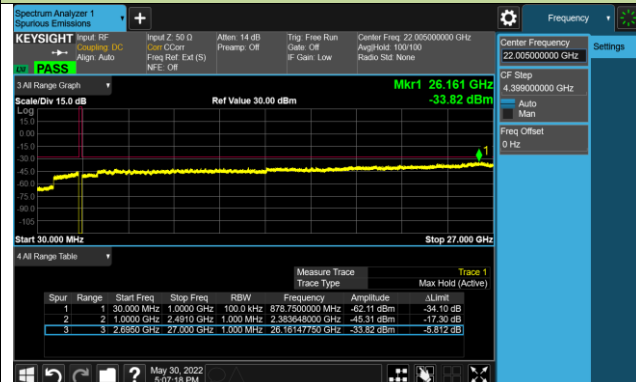 Spectrum Analyzer 1
Spurious Emissions
Frequency
KEYSIGHT
Input: RF
Coupling: DC
Align: Auto
Input Z: 50 Ω
Corr CCorr
Freq Ref: Ext (S)
NFE: Off
Atten: 14 dB
Preamp: Off
Trig: Free Run
Gate: Off
IF Gain: Low
Center Freq: 22.005000000 GHz
Avg|Hold: 100/100
Radio Std: None
PASS
Center Frequency
22.005000000 GHz
Settings
CF Step
4.399000000 GHz
Auto
Man
Freq Offset
0 Hz
3 All Range Graph
Mkr1 26.161 GHz
-33.82 dBm
Scale/Div 15.0 dB
Ref Value 30.00 dBm
Log
15.0
0.00
-15.0
-30.0
-45.0
-60.0
-75.0
-90.0
-105
1
Start 30.000 MHz
Stop 27.000 GHz
4 All Range Table
Measure Trace Trace 1
Trace Type Max Hold (Active)
Spur Range Start Freq Stop Freq RBW Frequency Amplitude ΔLimit
1 1 30.000 MHz 1.0000 GHz 100.0 kHz 878.7500000 MHz -62.11 dBm -34.10 dB
2 2 1.0000 GHz 2.4910 GHz 1.000 MHz 2.383648000 GHz -45.31 dBm -17.30 dB
3 3 2.6950 GHz 27.000 GHz 1.000 MHz 26.16147750 GHz -33.82 dBm -5.812 dB
May 30, 2022
5:07:18 PM